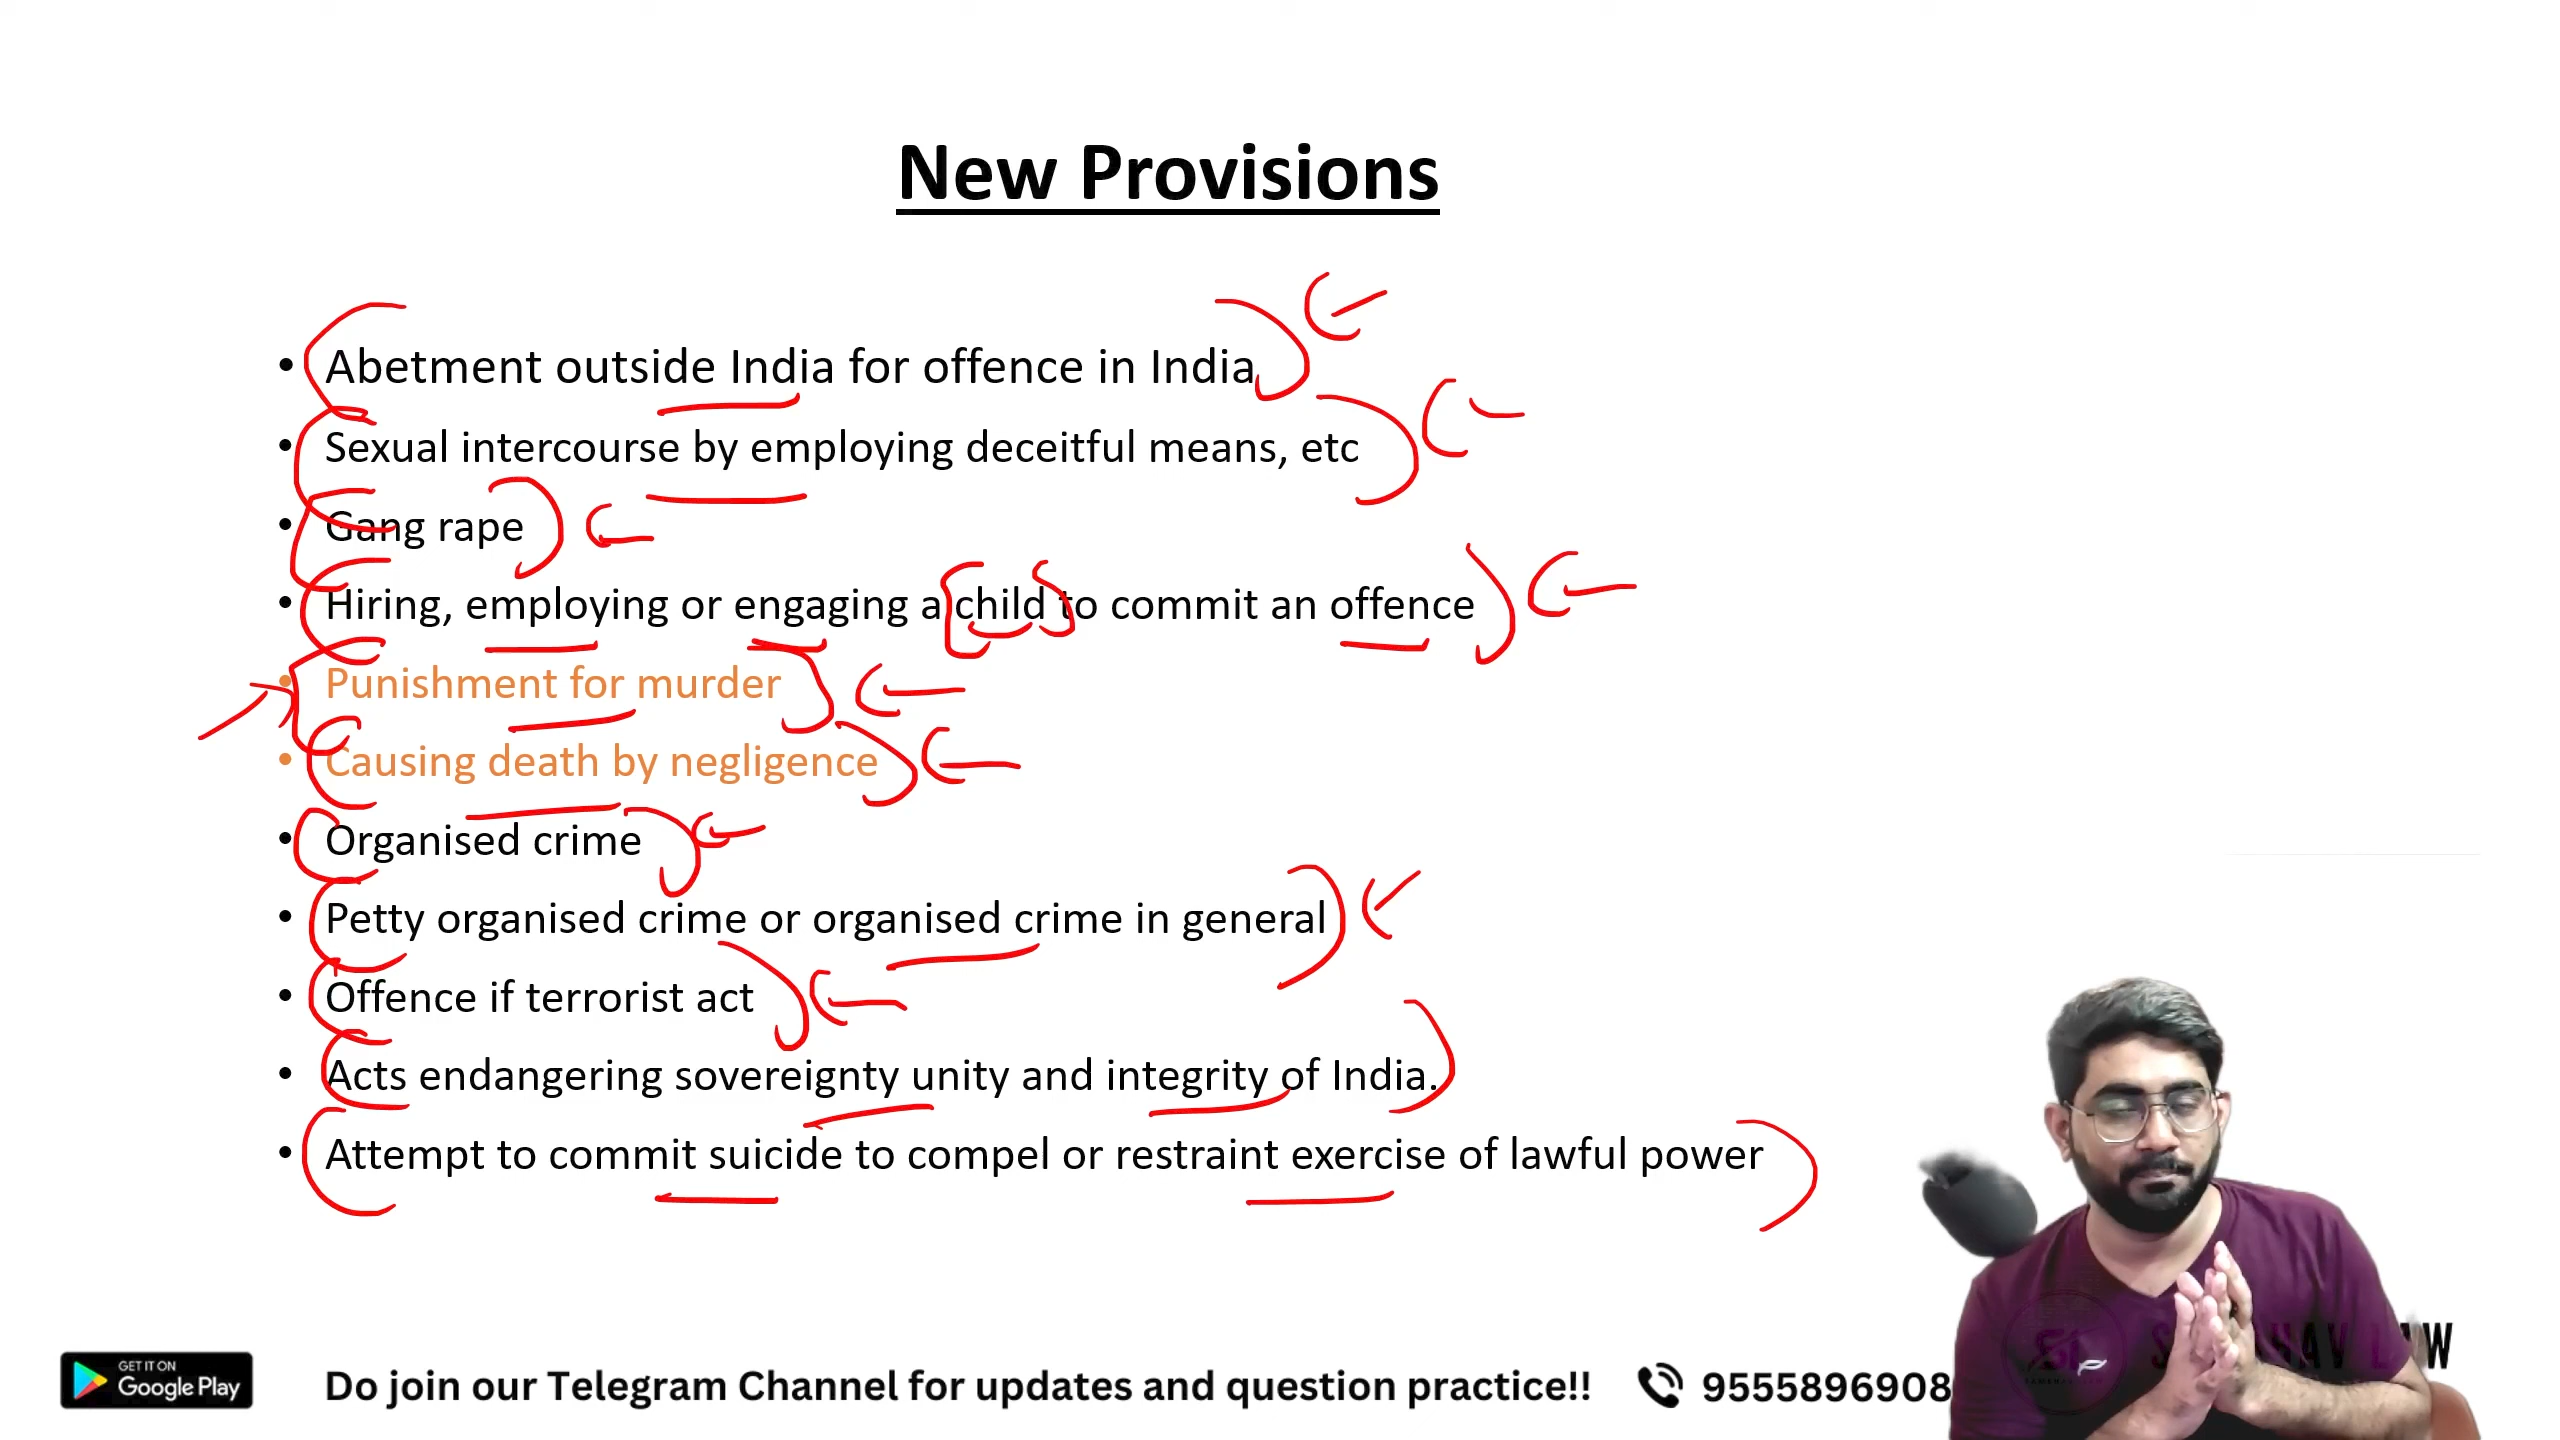 New Provisions
• Abetment outside India for offence in India
• Sexual intercourse by employing deceitful means, etc
• Gang rape
• Hiring, employing or engaging a child to commit an offence
• Punishment for murder
• Causing death by negligence
• Organised crime
• Petty organised crime or organised crime in general
• Offence if terrorist act
• Acts endangering sovereignty unity and integrity of India.
• Attempt to commit suicide to compel or restraint exercise of lawful power
GET IT ON
Google Play
Do join our Telegram Channel for updates and question practice!!
9555896908